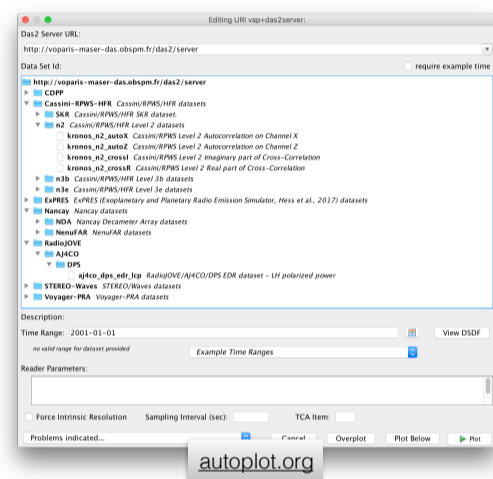 Editing URI vap+das2server:
Das2 Server URL:
http://voparis-maser-das.obspm.fr/das2/server
Data Set Id:
require example time
http://voparis-maser-das.obspm.fr/das2/server
CDPP
Cassini-RPWS-HFR Cassini/RPWS/HFR datasets
SKR Cassini/RPWS/HFR SKR dataset.
n2 Cassini/RPWS/HFR Level 2 datasets
kronos_n2_autoX Cassini/RPWS Level 2 Autocorrelation on Channel X
kronos_n2_autoZ Cassini/RPWS Level 2 Autocorrelation on Channel Z
kronos_n2_crossI Cassini/RPWS Level 2 Imaginary part of Cross-Correlation
kronos_n2_crossR Cassini/RPWS Level 2 Real part of Cross-Correlation
n3b Cassini/RPWS/HFR Level 3b datasets
n3e Cassini/RPWS/HFR Level 3e datasets
ExPRES ExPRES (Exoplanetary and Planetary Radio Emission Simulator, Hess et al., 2017) datasets
Nancay Nancay datasets
NDA Nancay Decameter Array datasets
NenuFAR NenuFAR datasets
RadioJOVE
AJ4CO
DPS
aj4co_dps_edr_lcp RadioJOVE/AJ4CO/DPS EDR dataset - LH polarized power
STEREO-Waves STEREO/Waves datasets
Voyager-PRA Voyager-PRA datasets
Description:
Time Range: 2001-01-01
View DSDF
no valid range for dataset provided
Example Time Ranges
Reader Parameters:
Force Intrinsic Resolution Sampling Interval (sec): TCA Item:
Problems indicated... Cancel Overplot Plot Below Plot
autoplot.org